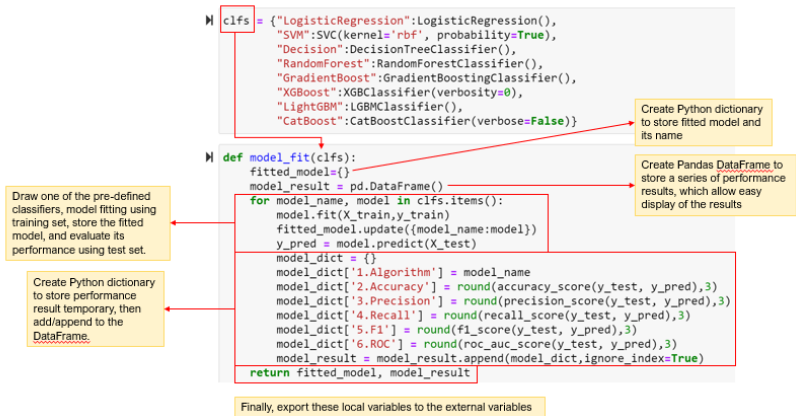 clfs = {"LogisticRegression":LogisticRegression(),
"SVM":SVC(kernel='rbf', probability=True),
"Decision":DecisionTreeClassifier(),
"RandomForest":RandomForestClassifier(),
"GradientBoost":GradientBoostingClassifier(),
"XGBoost":XGBClassifier(verbosity=0),
"LightGBM":LGBMClassifier(),
"CatBoost":CatBoostClassifier(verbose=False)}
Create Python dictionary
to store fitted model and
its name
def model_fit(clfs):
fitted_model={}
model_result = pd.DataFrame()
for model_name, model in clfs.items():
model.fit(X_train,y_train)
fitted_model.update({model_name:model})
y_pred = model.predict(X_test)
model_dict = {}
model_dict['1.Algorithm'] = model_name
model_dict['2.Accuracy'] = round(accuracy_score(y_test, y_pred),3)
model_dict['3.Precision'] = round(precision_score(y_test, y_pred),3)
model_dict['4.Recall'] = round(recall_score(y_test, y_pred),3)
model_dict['5.F1'] = round(f1_score(y_test, y_pred),3)
model_dict['6.ROC'] = round(roc_auc_score(y_test, y_pred),3)
model_result = model_result.append(model_dict,ignore_index=True)
return fitted_model, model_result
Create Pandas DataFrame to
store a series of performance
results, which allow easy
display of the results
Draw one of the pre-defined
classifiers, model fitting using
training set, store the fitted
model, and evaluate its
performance using test set.
Create Python dictionary
to store performance
result temporary, then
add/append to the
DataFrame.
Finally, export these local variables to the external variables